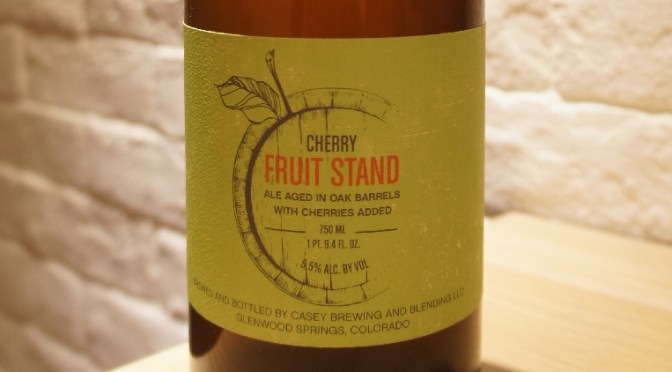 CHERRY
FRUIT STAND
ALE AGED IN OAK BARRELS
WITH CHERRIES ADDED
750 ML
1 PT. 9.4 FL. OZ.
5.5% ALC. BY VOL
AND BOTTLED BY CASEY BREWING AND BLENDING LLC
GLENWOOD SPRINGS, COLORADO